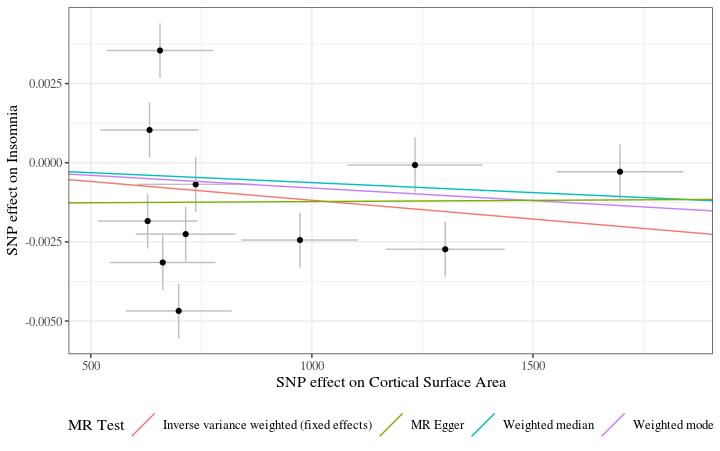 SNP effect on Insomnia
0.0025
0.0000
-0.0025
-0.0050
500
1000
1500
SNP effect on Cortical Surface Area
MR Test
Inverse variance weighted (fixed effects)
MR Egger
Weighted median
Weighted mode